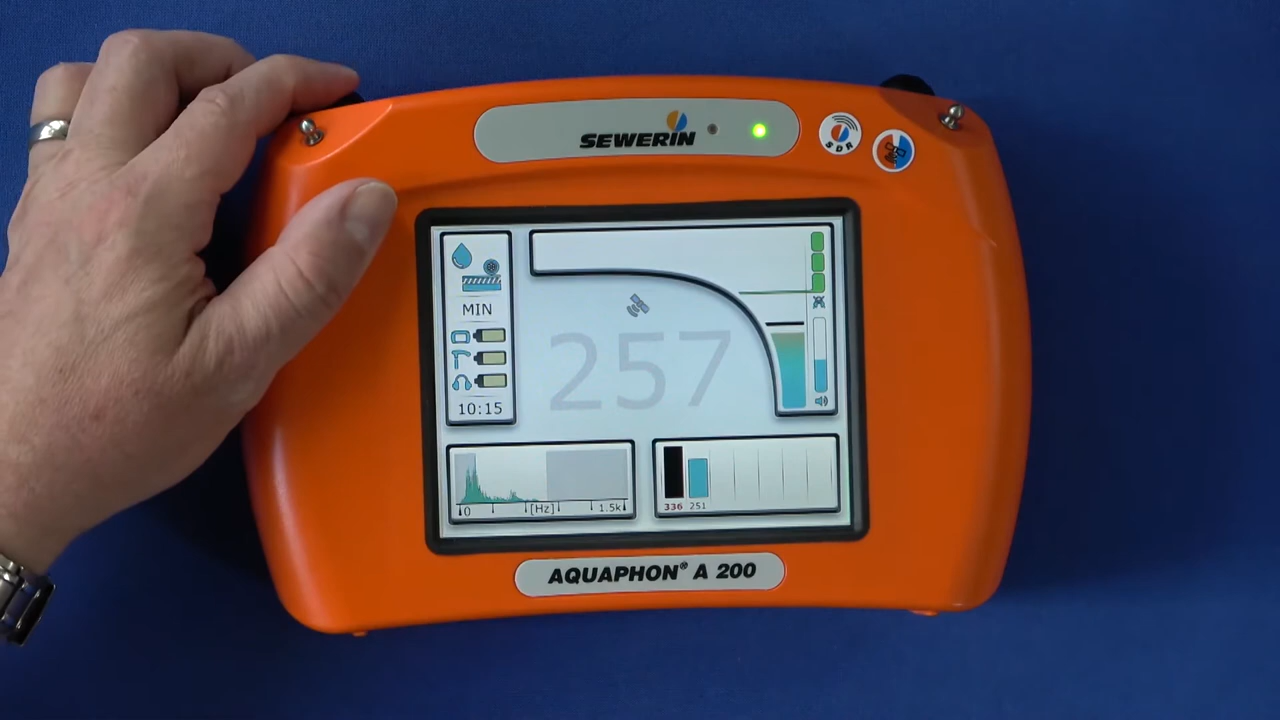 SEWERIN
SDR
MIN
257
10:15
0
[Hz]
1.5k
336 251
AQUAPHON® A 200